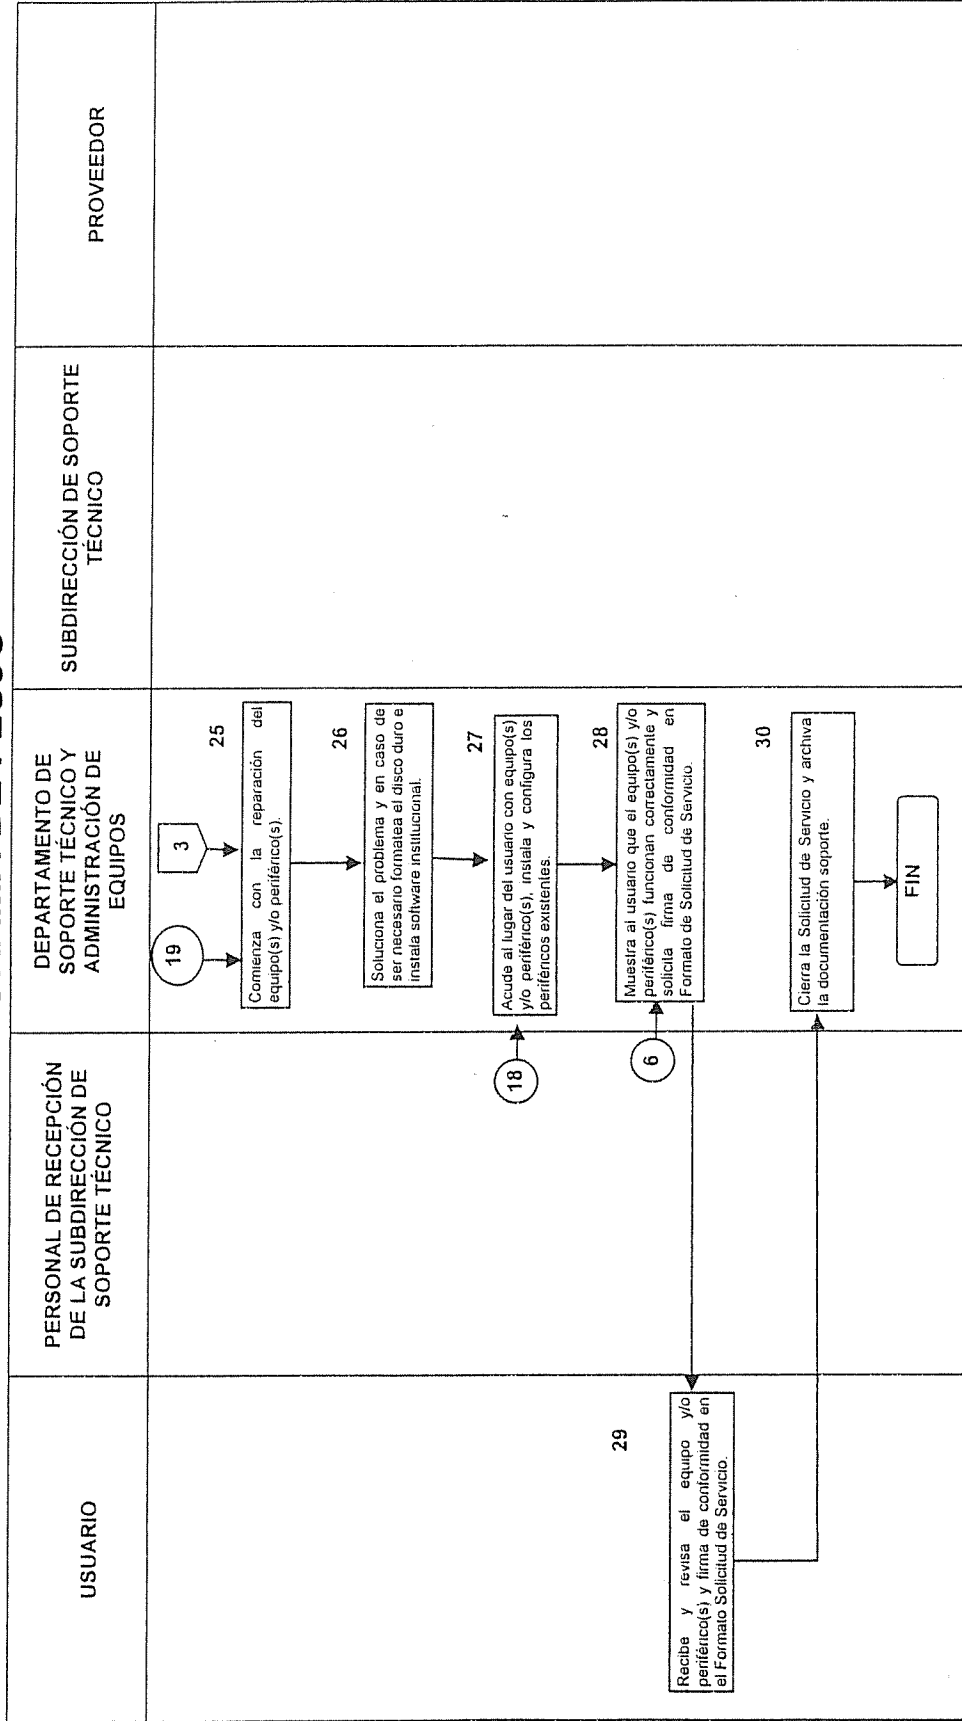 USUARIO
PERSONAL DE RECEPCIÓN
DE LA SUBDIRECCIÓN DE
SOPORTE TÉCNICO
DEPARTAMENTO DE
SOPORTE TÉCNICO Y
ADMINISTRACIÓN DE
EQUIPOS
SUBDIRECCIÓN DE SOPORTE
TÉCNICO
PROVEEDOR
19
3
25
Comienza con la reparación del
equipo(s) y/o periférico(s).
26
Soluciona el problema y en caso de
ser necesario formatea el disco duro e
instala software institucional.
27
Acude al lugar del usuario con equipo(s)
y/o periférico(s), instala y configura los
periféricos existentes.
18
28
Muestra al usuario que el equipo(s) y/o
periférico(s) funcionan correctamente y
solicita firma de conformidad en
Formato de Solicitud de Servicio.
6
29
Recibe y revisa el equipo y/o
periférico(s) y firma de conformidad en
el Formato Solicitud de Servicio.
30
Cierra la Solicitud de Servicio y archiva
la documentación soporte.
FIN